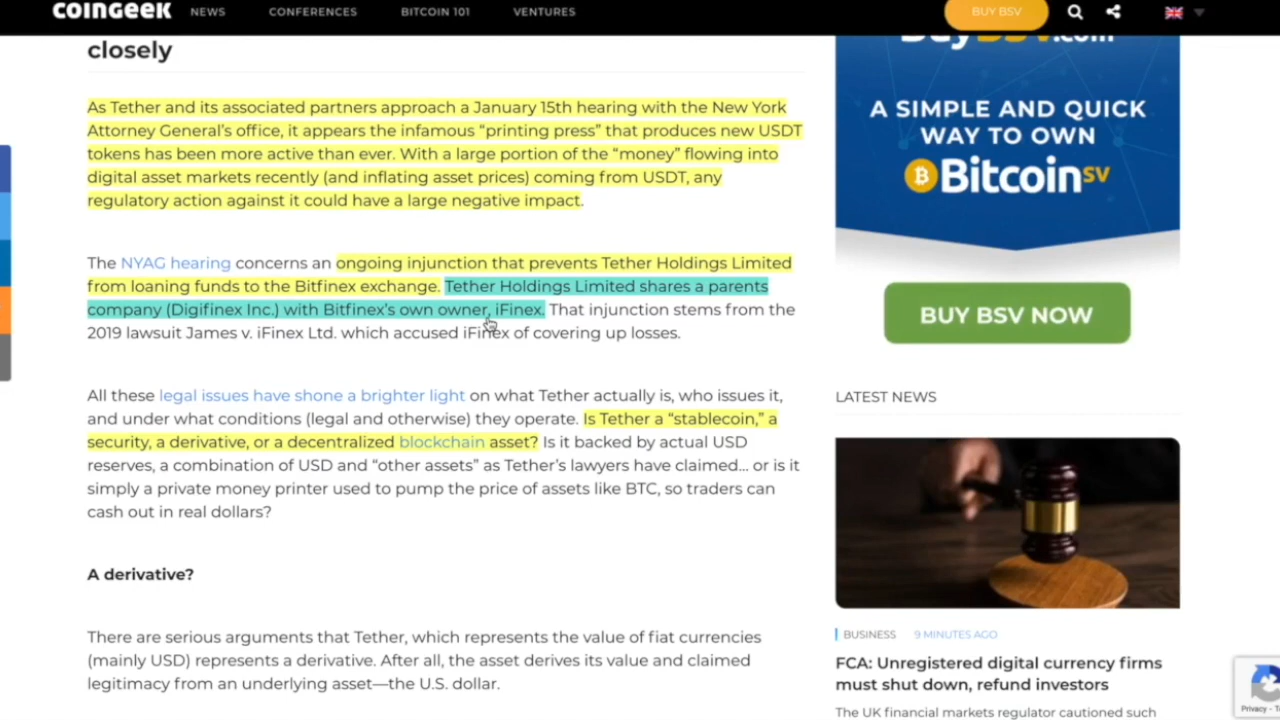 COINGEEK
NEWS
CONFERENCES
BITCOIN 101
VENTURES
BUY BSV
closely
As Tether and its associated partners approach a January 15th hearing with the New York
Attorney General's office, it appears the infamous “printing press” that produces new USDT
tokens has been more active than ever. With a large portion of the “money” flowing into
digital asset markets recently (and inflating asset prices) coming from USDT, any
regulatory action against it could have a large negative impact.
The NYAG hearing concerns an ongoing injunction that prevents Tether Holdings Limited
from loaning funds to the Bitfinex exchange. Tether Holdings Limited shares a parents
company (Digifinex Inc.) with Bitfinex's own owner, iFinex. That injunction stems from the
2019 lawsuit James v. iFinex Ltd. which accused iFinex of covering up losses.
All these legal issues have shone a brighter light on what Tether actually is, who issues it,
and under what conditions (legal and otherwise) they operate. Is Tether a “stablecoin,” a
security, a derivative, or a decentralized blockchain asset? Is it backed by actual USD
reserves, a combination of USD and “other assets” as Tether's lawyers have claimed… or is it
simply a private money printer used to pump the price of assets like BTC, so traders can
cash out in real dollars?
A derivative?
There are serious arguments that Tether, which represents the value of fiat currencies
(mainly USD) represents a derivative. After all, the asset derives its value and claimed
legitimacy from an underlying asset—the U.S. dollar.
BuyBSV.com
A SIMPLE AND QUICK
WAY TO OWN
BitcoinSV
BUY BSV NOW
LATEST NEWS
BUSINESS 9 MINUTES AGO
FCA: Unregistered digital currency firms
must shut down, refund investors
The UK financial markets regulator cautioned such